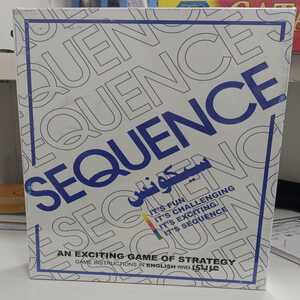 SEQUENCE
سيكونس
IT'S FUN
IT'S CHALLENGING
IT'S EXCITING
IT'S SEQUENCE
AN EXCITING GAME OF STRATEGY
GAME INSTRUCTIONS IN ENGLISH AND